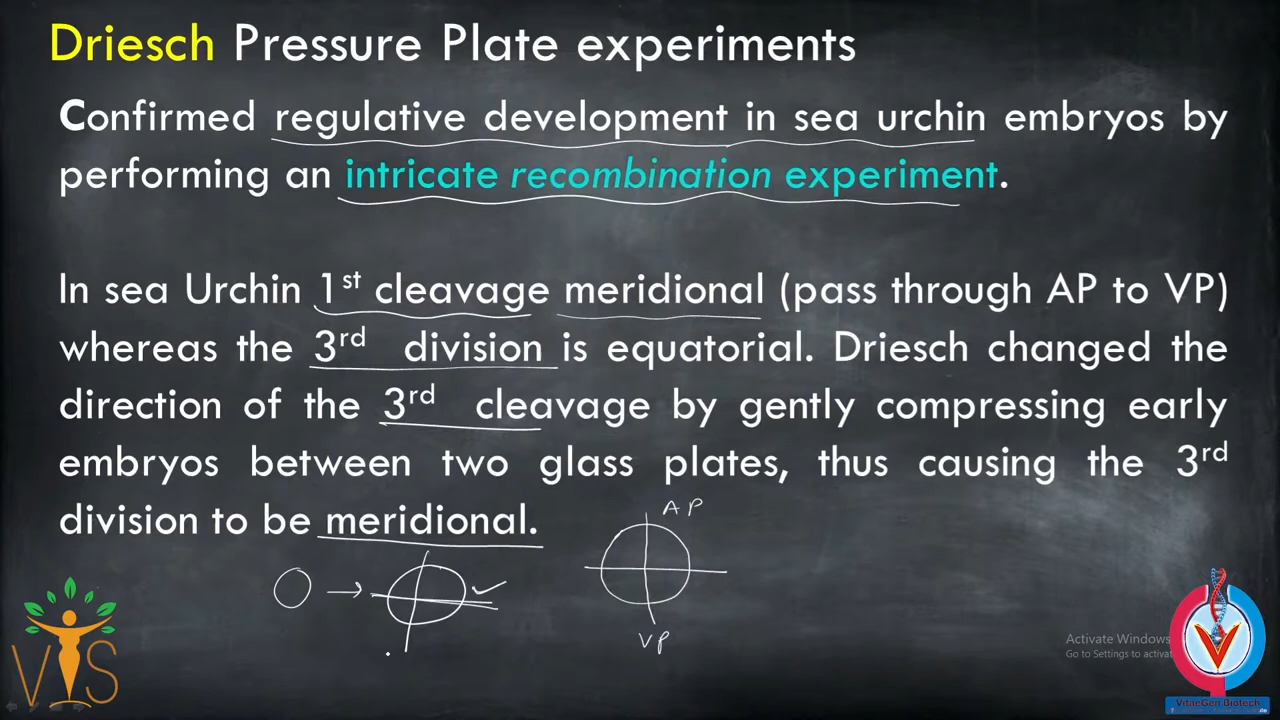 Driesch Pressure Plate experiments
Confirmed regulative development in sea urchin embryos by
performing an intricate recombination experiment.
In sea Urchin 1st cleavage meridional (pass through AP to VP)
whereas the 3rd division is equatorial. Driesch changed the
direction of the 3rd cleavage by gently compressing early
embryos between two glass plates, thus causing the 3rd
division to be meridional.
AP
VP
VIS
Activate Windows
Go to Settings to activat
V
VitaeGen Biotech